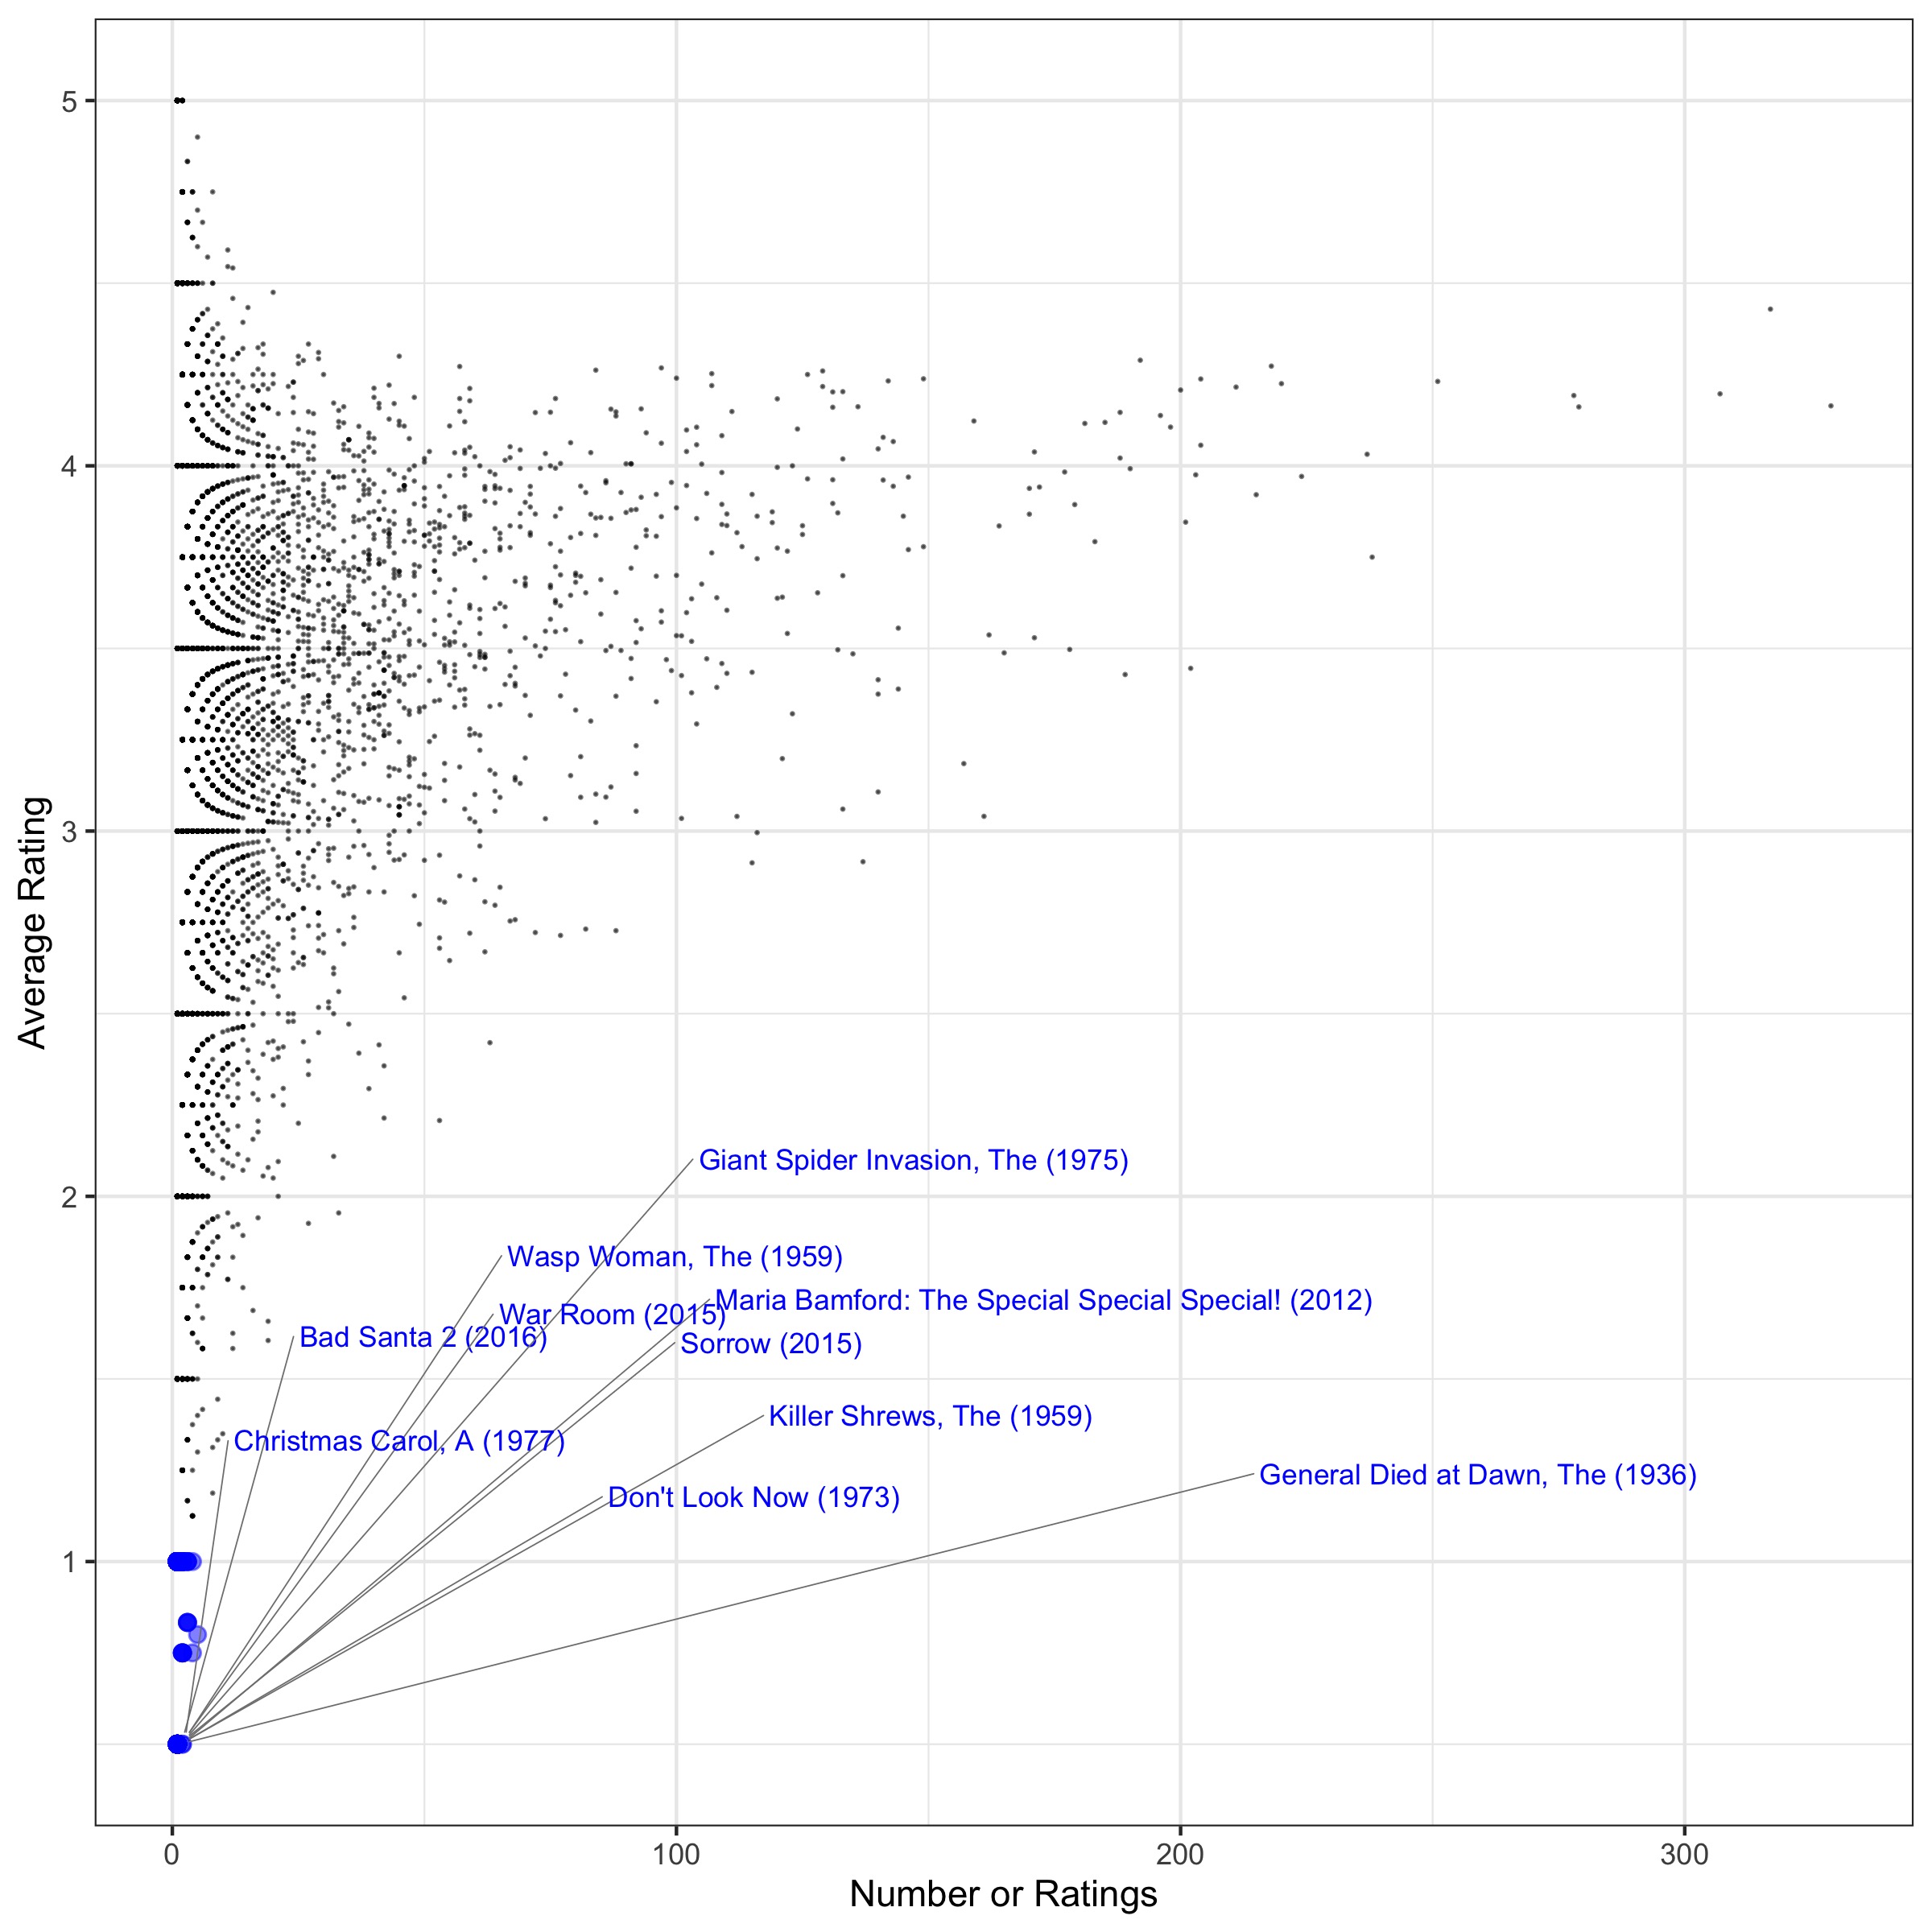 5
4
3
2
1
Average Rating
Giant Spider Invasion, The (1975)
Wasp Woman, The (1959)
Maria Bamford: The Special Special Special! (2012)
War Room (2015)
Bad Santa 2 (2016)
Sorrow (2015)
Killer Shrews, The (1959)
Christmas Carol, A (1977)
General Died at Dawn, The (1936)
Don't Look Now (1973)
0 100 200 300
Number or Ratings